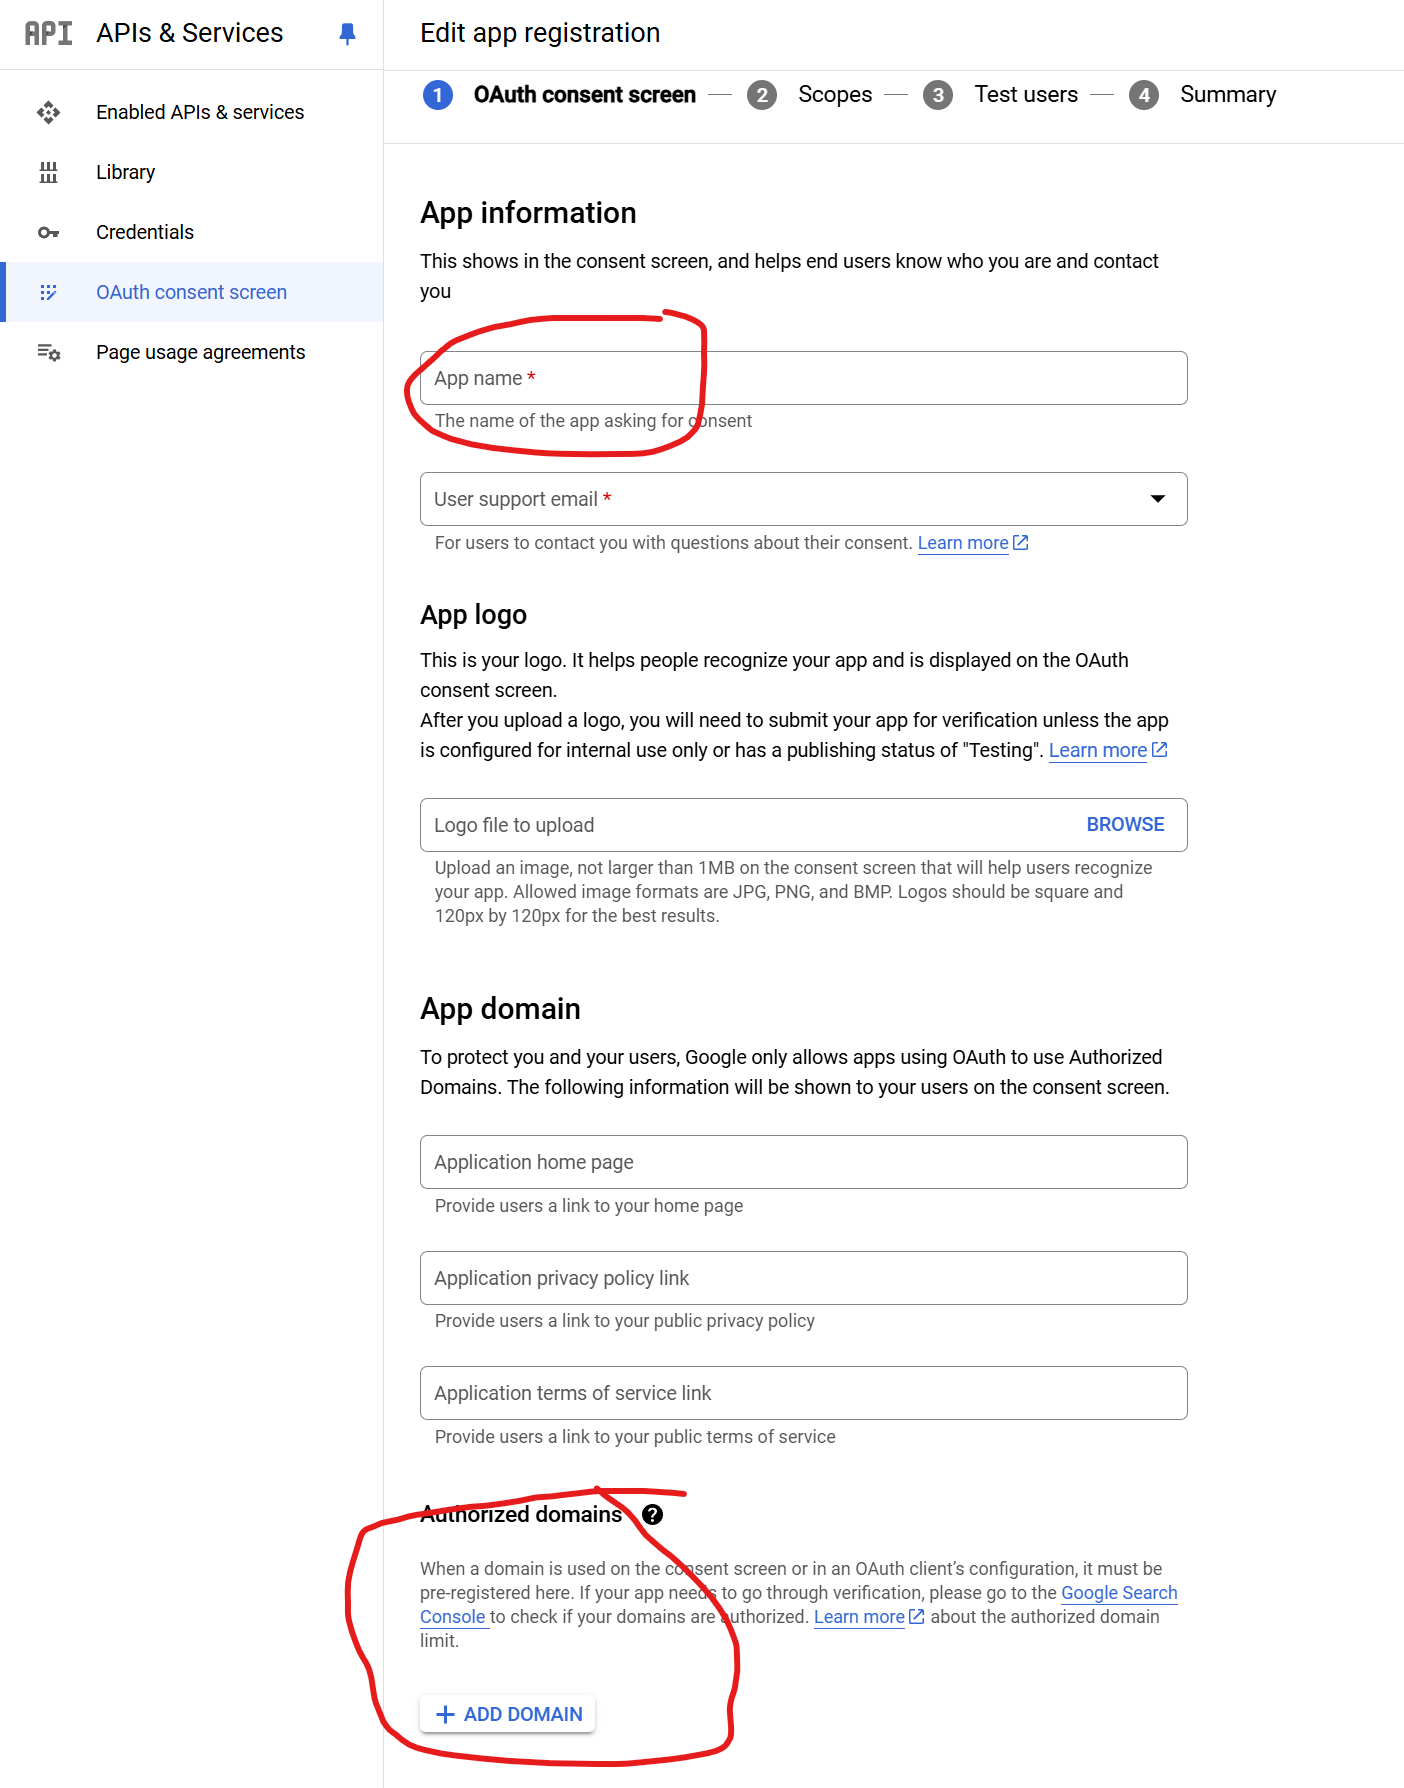 API APIs & Services
Edit app registration
Enabled APIs & services
Library
Credentials
OAuth consent screen
Page usage agreements
1 OAuth consent screen — 2 Scopes — 3 Test users — 4 Summary
App information
This shows in the consent screen, and helps end users know who you are and contact
you
App name *
The name of the app asking for consent
User support email *
For users to contact you with questions about their consent. Learn more
App logo
This is your logo. It helps people recognize your app and is displayed on the OAuth
consent screen.
After you upload a logo, you will need to submit your app for verification unless the app
is configured for internal use only or has a publishing status of "Testing". Learn more
Logo file to upload BROWSE
Upload an image, not larger than 1MB on the consent screen that will help users recognize
your app. Allowed image formats are JPG, PNG, and BMP. Logos should be square and
120px by 120px for the best results.
App domain
To protect you and your users, Google only allows apps using OAuth to use Authorized
Domains. The following information will be shown to your users on the consent screen.
Application home page
Provide users a link to your home page
Application privacy policy link
Provide users a link to your public privacy policy
Application terms of service link
Provide users a link to your public terms of service
Authorized domains ?
When a domain is used on the consent screen or in an OAuth client’s configuration, it must be
pre-registered here. If your app needs to go through verification, please go to the Google Search
Console to check if your domains are authorized. Learn more about the authorized domain
limit.
+ ADD DOMAIN